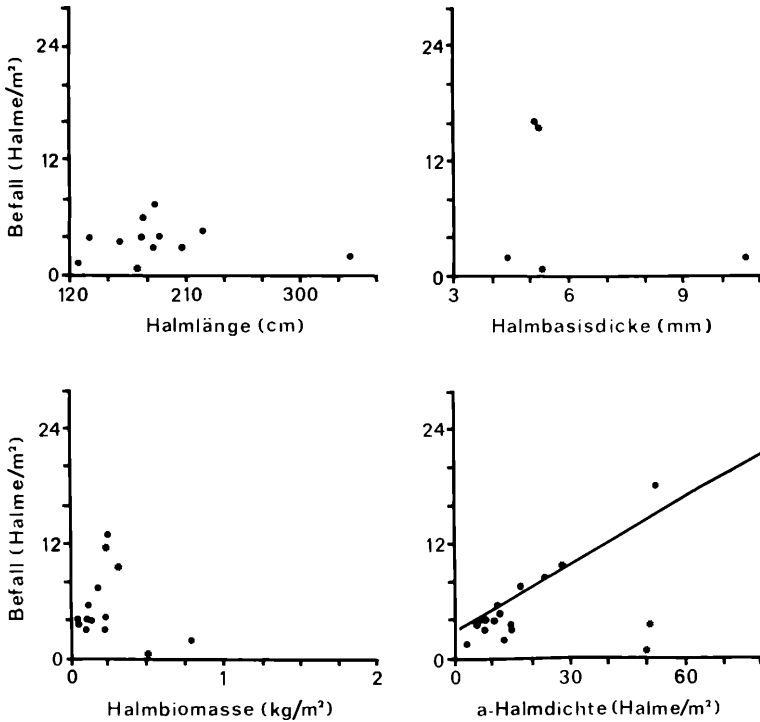 24
12
0
Befall (Halme/m²)
120 210 300
Halmlänge (cm)
24
12
0
3 6 9
Halmbasisdicke (mm)
24
12
0
Befall (Halme/m²)
0 1 2
Halmbiomasse (kg/m²)
24
12
0
0 30 60
a-Halmdichte (Halme/m²)